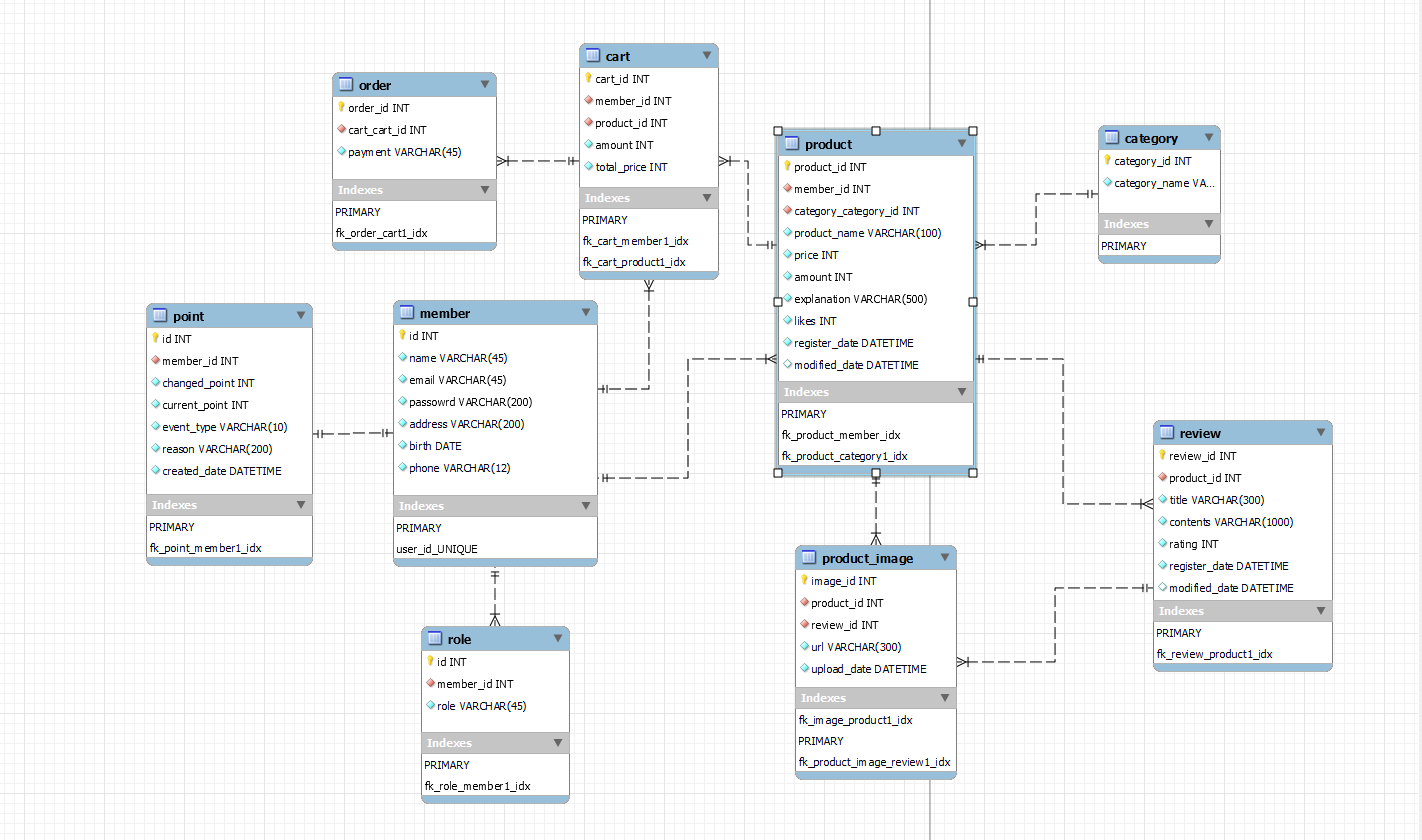 order
order_id INT
cart_cart_id INT
payment VARCHAR(45)
Indexes
PRIMARY
fk_order_cart1_idx
cart
cart_id INT
member_id INT
product_id INT
amount INT
total_price INT
Indexes
PRIMARY
fk_cart_member1_idx
fk_cart_product1_idx
product
product_id INT
member_id INT
category_category_id INT
product_name VARCHAR(100)
price INT
amount INT
explanation VARCHAR(500)
likes INT
register_date DATETIME
modified_date DATETIME
Indexes
PRIMARY
fk_product_member_idx
fk_product_category1_idx
category
category_id INT
category_name VA...
Indexes
PRIMARY
point
id INT
member_id INT
changed_point INT
current_point INT
event_type VARCHAR(10)
reason VARCHAR(200)
created_date DATETIME
Indexes
PRIMARY
fk_point_member1_idx
member
id INT
name VARCHAR(45)
email VARCHAR(45)
passowrd VARCHAR(200)
address VARCHAR(200)
birth DATE
phone VARCHAR(12)
Indexes
PRIMARY
user_id_UNIQUE
review
review_id INT
product_id INT
title VARCHAR(300)
contents VARCHAR(1000)
rating INT
register_date DATETIME
modified_date DATETIME
Indexes
PRIMARY
fk_review_product1_idx
product_image
image_id INT
product_id INT
review_id INT
url VARCHAR(300)
upload_date DATETIME
Indexes
fk_image_product1_idx
PRIMARY
fk_product_image_review1_idx
role
id INT
member_id INT
role VARCHAR(45)
Indexes
PRIMARY
fk_role_member1_idx